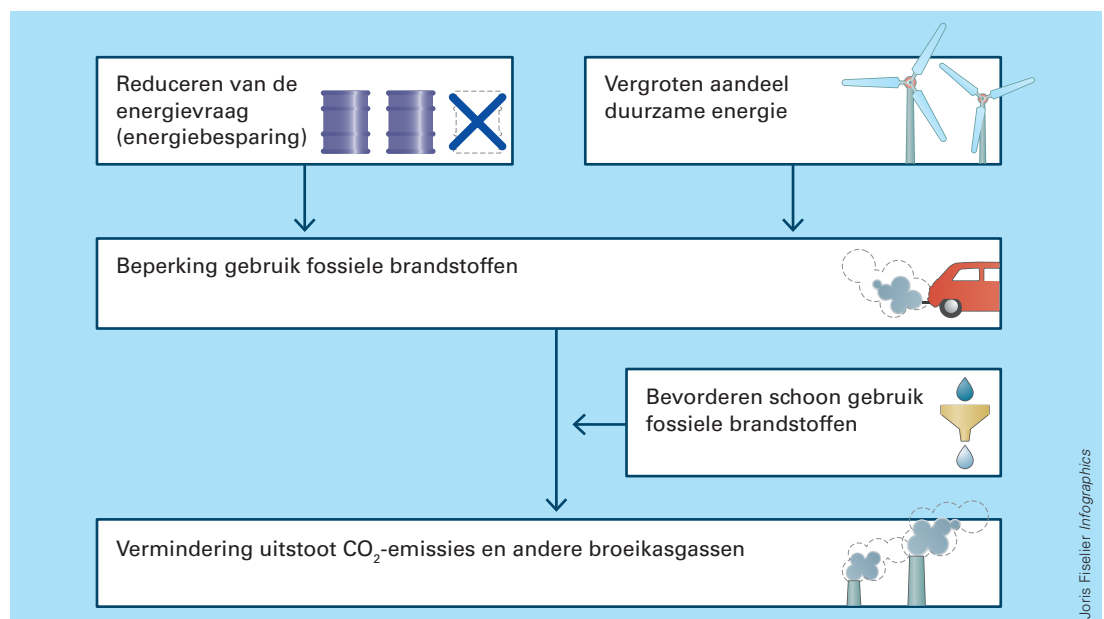 Reduceren van de
energievraag
(energiebesparing)
Vergroten aandeel
duurzame energie
Beperking gebruik fossiele brandstoffen
Bevorderen schoon gebruik
fossiele brandstoffen
Vermindering uitstoot CO₂-emissies en andere broeikasgassen
Joris Fiselier Infographics